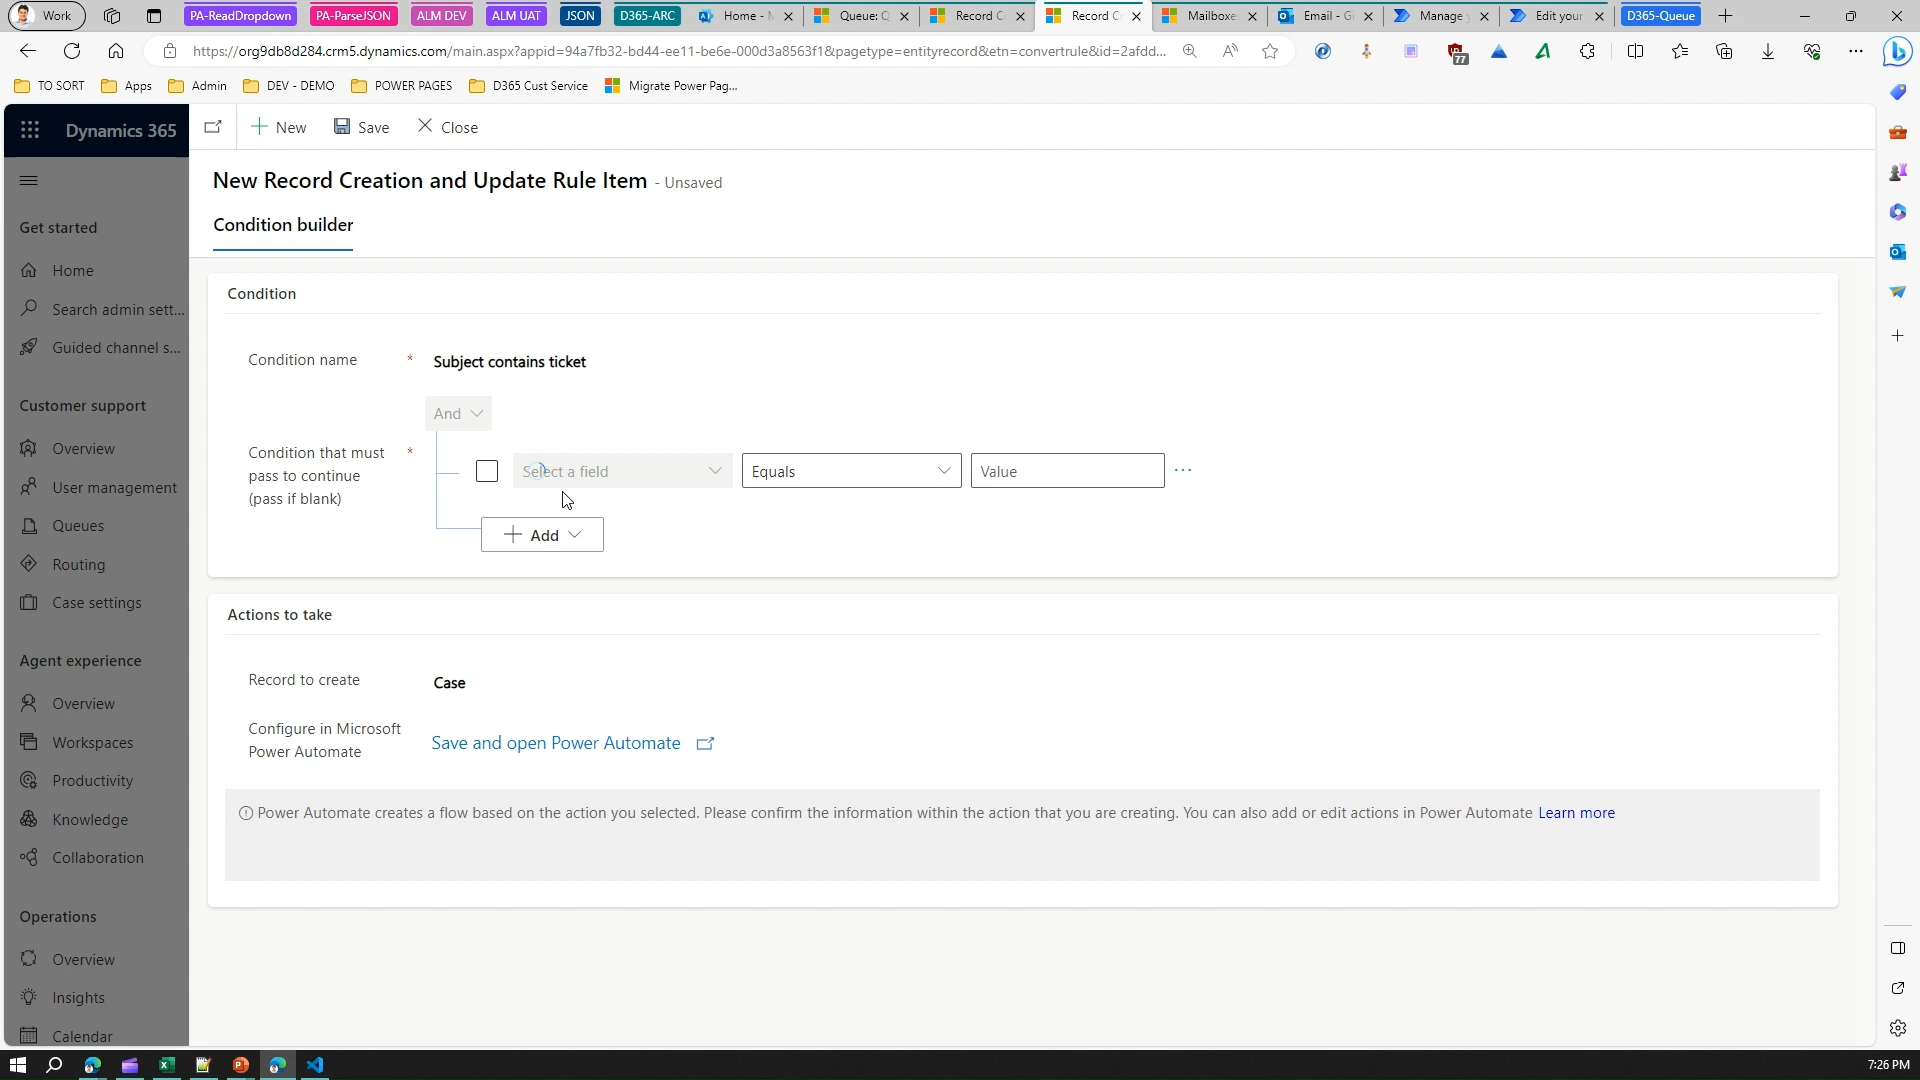 Work
PA-ReadDropdown
PA-ParseJSON
ALM DEV
ALM UAT
JSON
D365-ARC
Home - M
Queue: Q
Record C
Record Cr
Mailboxe
Email - Gi
Manage y
Edit your
D365-Queue
https://org9db8d284.crm5.dynamics.com/main.aspx?appid=94a7fb32-bd44-ee11-be6e-000d3a8563f1&pagetype=entityrecord&etn=convertrule&id=2afdd...
77
TO SORT
Apps
Admin
DEV - DEMO
POWER PAGES
D365 Cust Service
Migrate Power Pag...
Dynamics 365
New
Save
Close
New Record Creation and Update Rule Item - Unsaved
Condition builder
Get started
Home
Search admin sett...
Guided channel s...
Customer support
Overview
User management
Queues
Routing
Case settings
Agent experience
Overview
Workspaces
Productivity
Knowledge
Collaboration
Operations
Overview
Insights
Calendar
Condition
Condition name * Subject contains ticket
And
Condition that must *
pass to continue
(pass if blank)
Select a field
Equals
Value
...
Add
Actions to take
Record to create Case
Configure in Microsoft
Power Automate
Save and open Power Automate
Power Automate creates a flow based on the action you selected. Please confirm the information within the action that you are creating. You can also add or edit actions in Power Automate Learn more
7:26 PM